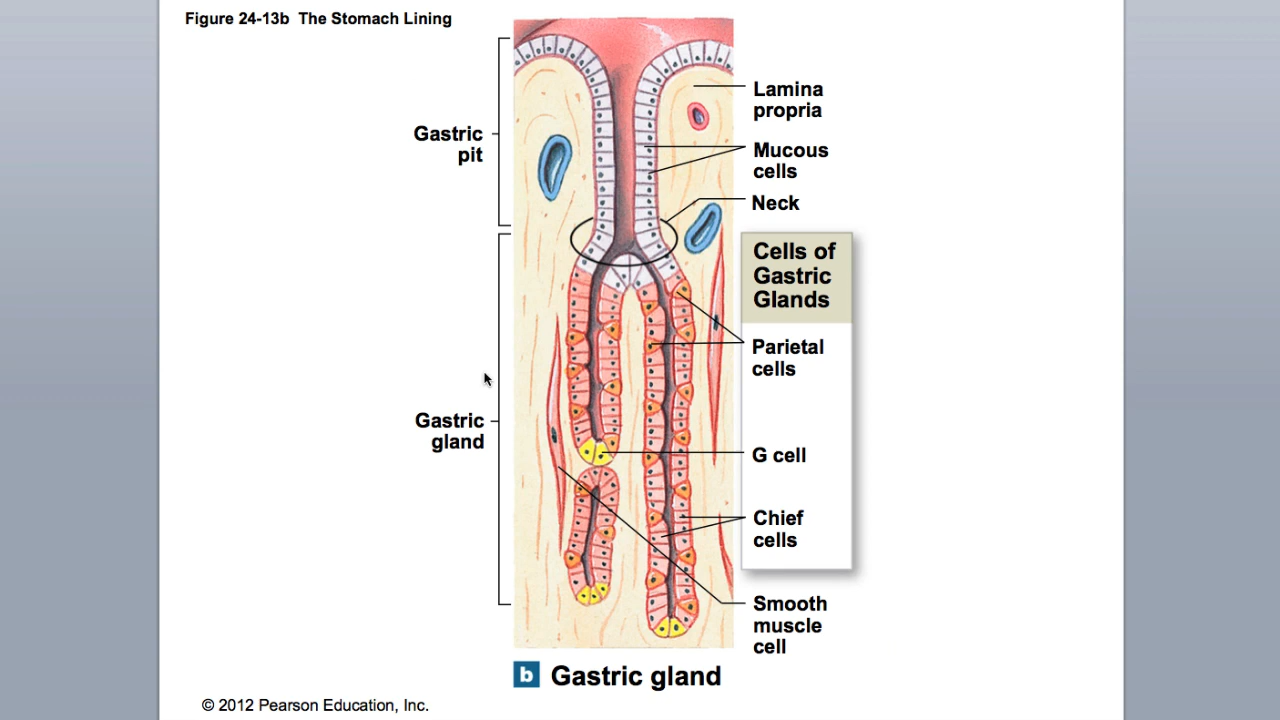 Figure 24-13b The Stomach Lining
Gastric
pit
Lamina
propria
Mucous
cells
Neck
Cells of
Gastric
Glands
Parietal
cells
Gastric
gland
G cell
Chief
cells
Smooth
muscle
cell
b Gastric gland
© 2012 Pearson Education, Inc.